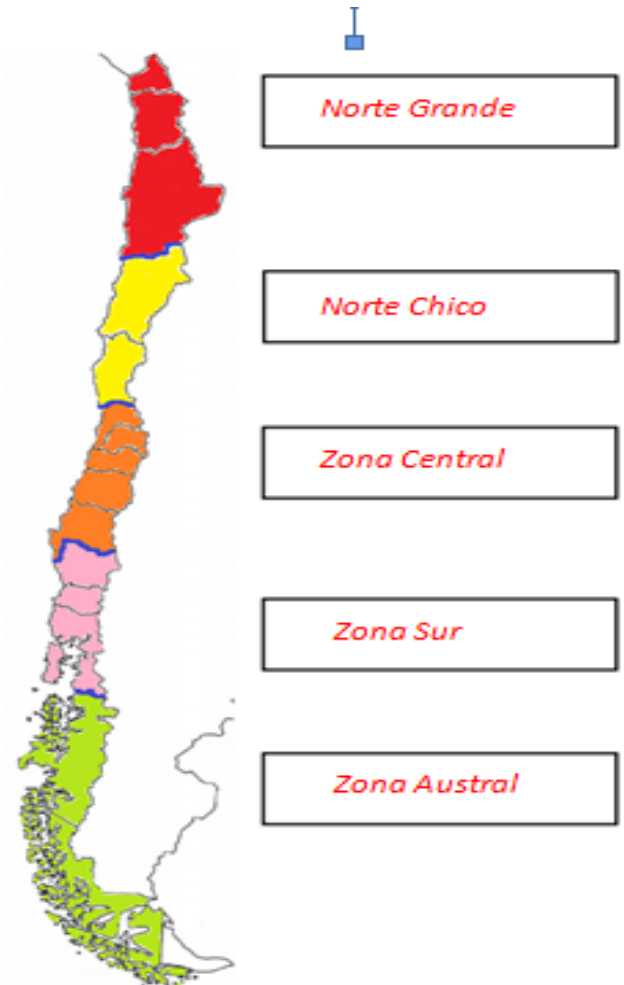 Norte Grande
Norte Chico
Zona Central
Zona Sur
Zona Austral